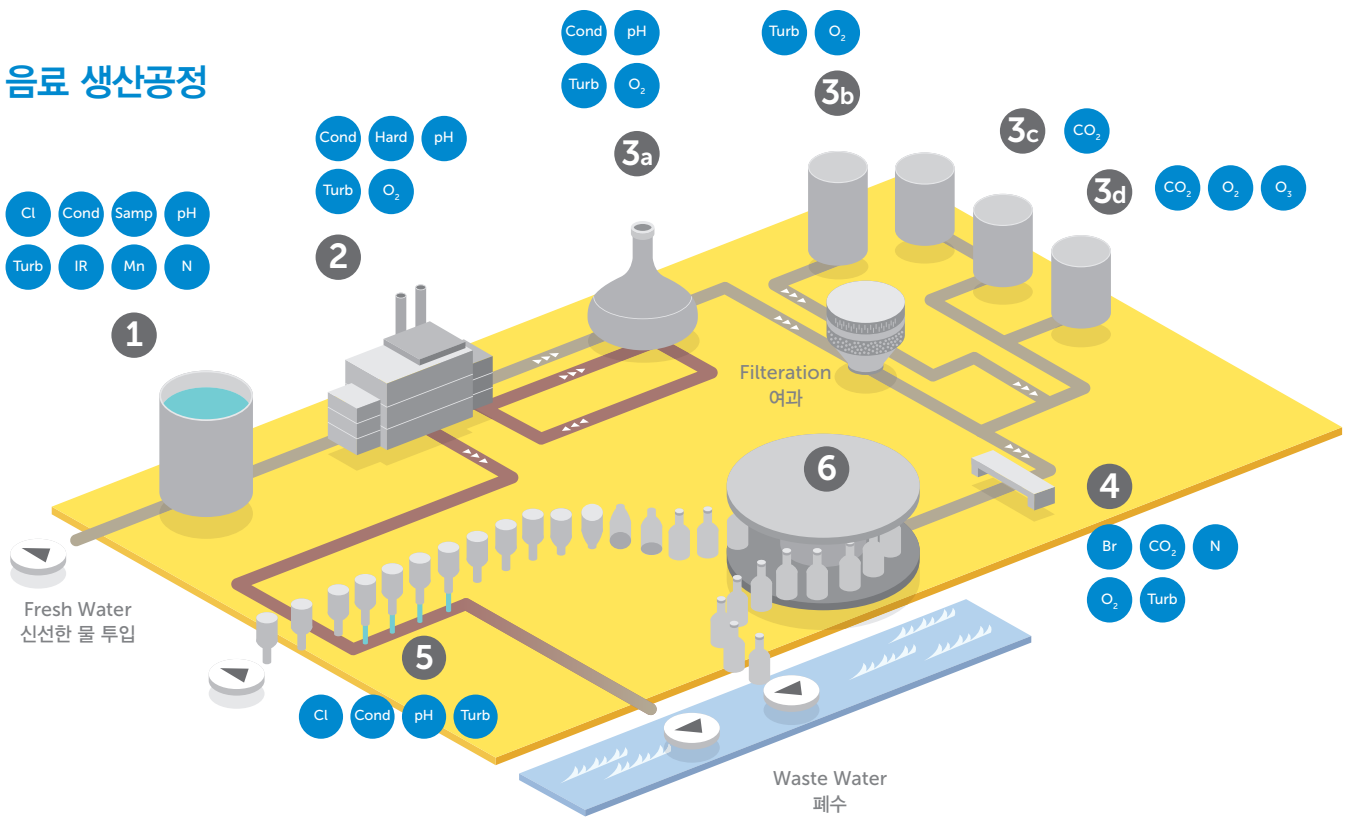 음료 생산공정
Cl Cond Samp pH
Turb IR Mn N
1
Cond Hard pH
Turb O₂
2
Cond pH
Turb O₂
3a
Turb O₂
3b
3c CO₂
3d CO₂ O₂ O₃
Filteration
여과
6
4
Br CO₂ N
O₂ Turb
Fresh Water
신선한 물 투입
5
Cl Cond pH Turb
Waste Water
폐수